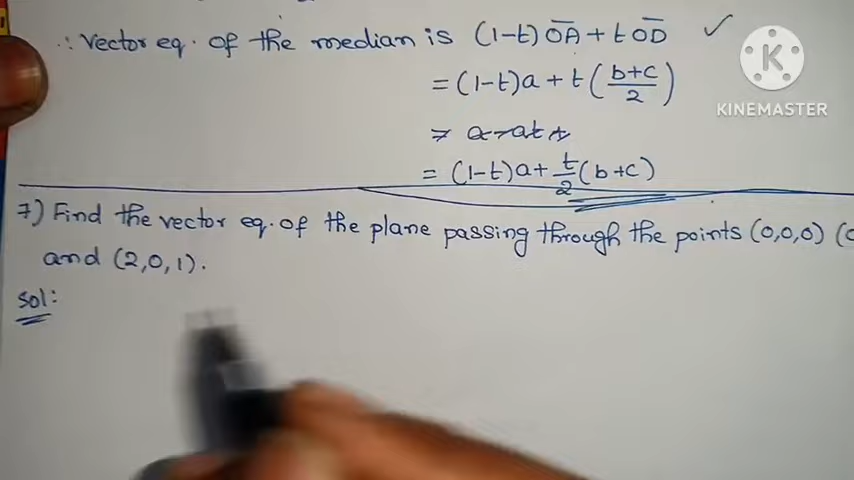 ∴ Vector eq. of the median is (1-t) OA + t OD ✓
= (1-t)a + t (b+c/2)
= (1-t)a + t/2 (b+c)
7) Find the vector eq. of the plane passing through the points (0,0,0) (0
and (2,0,1).
Sol:
K
KINEMASTER